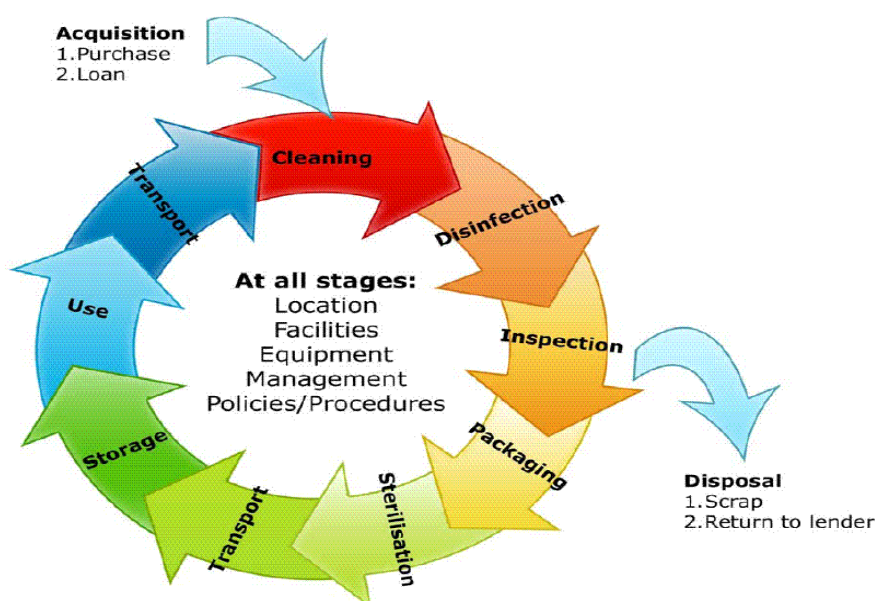 Acquisition
1.Purchase
2.Loan
Cleaning
Disinfection
Inspection
Packaging
Sterilisation
Transport
Storage
Use
Transport
At all stages:
Location
Facilities
Equipment
Management
Policies/Procedures
Disposal
1.Scrap
2.Return to lender